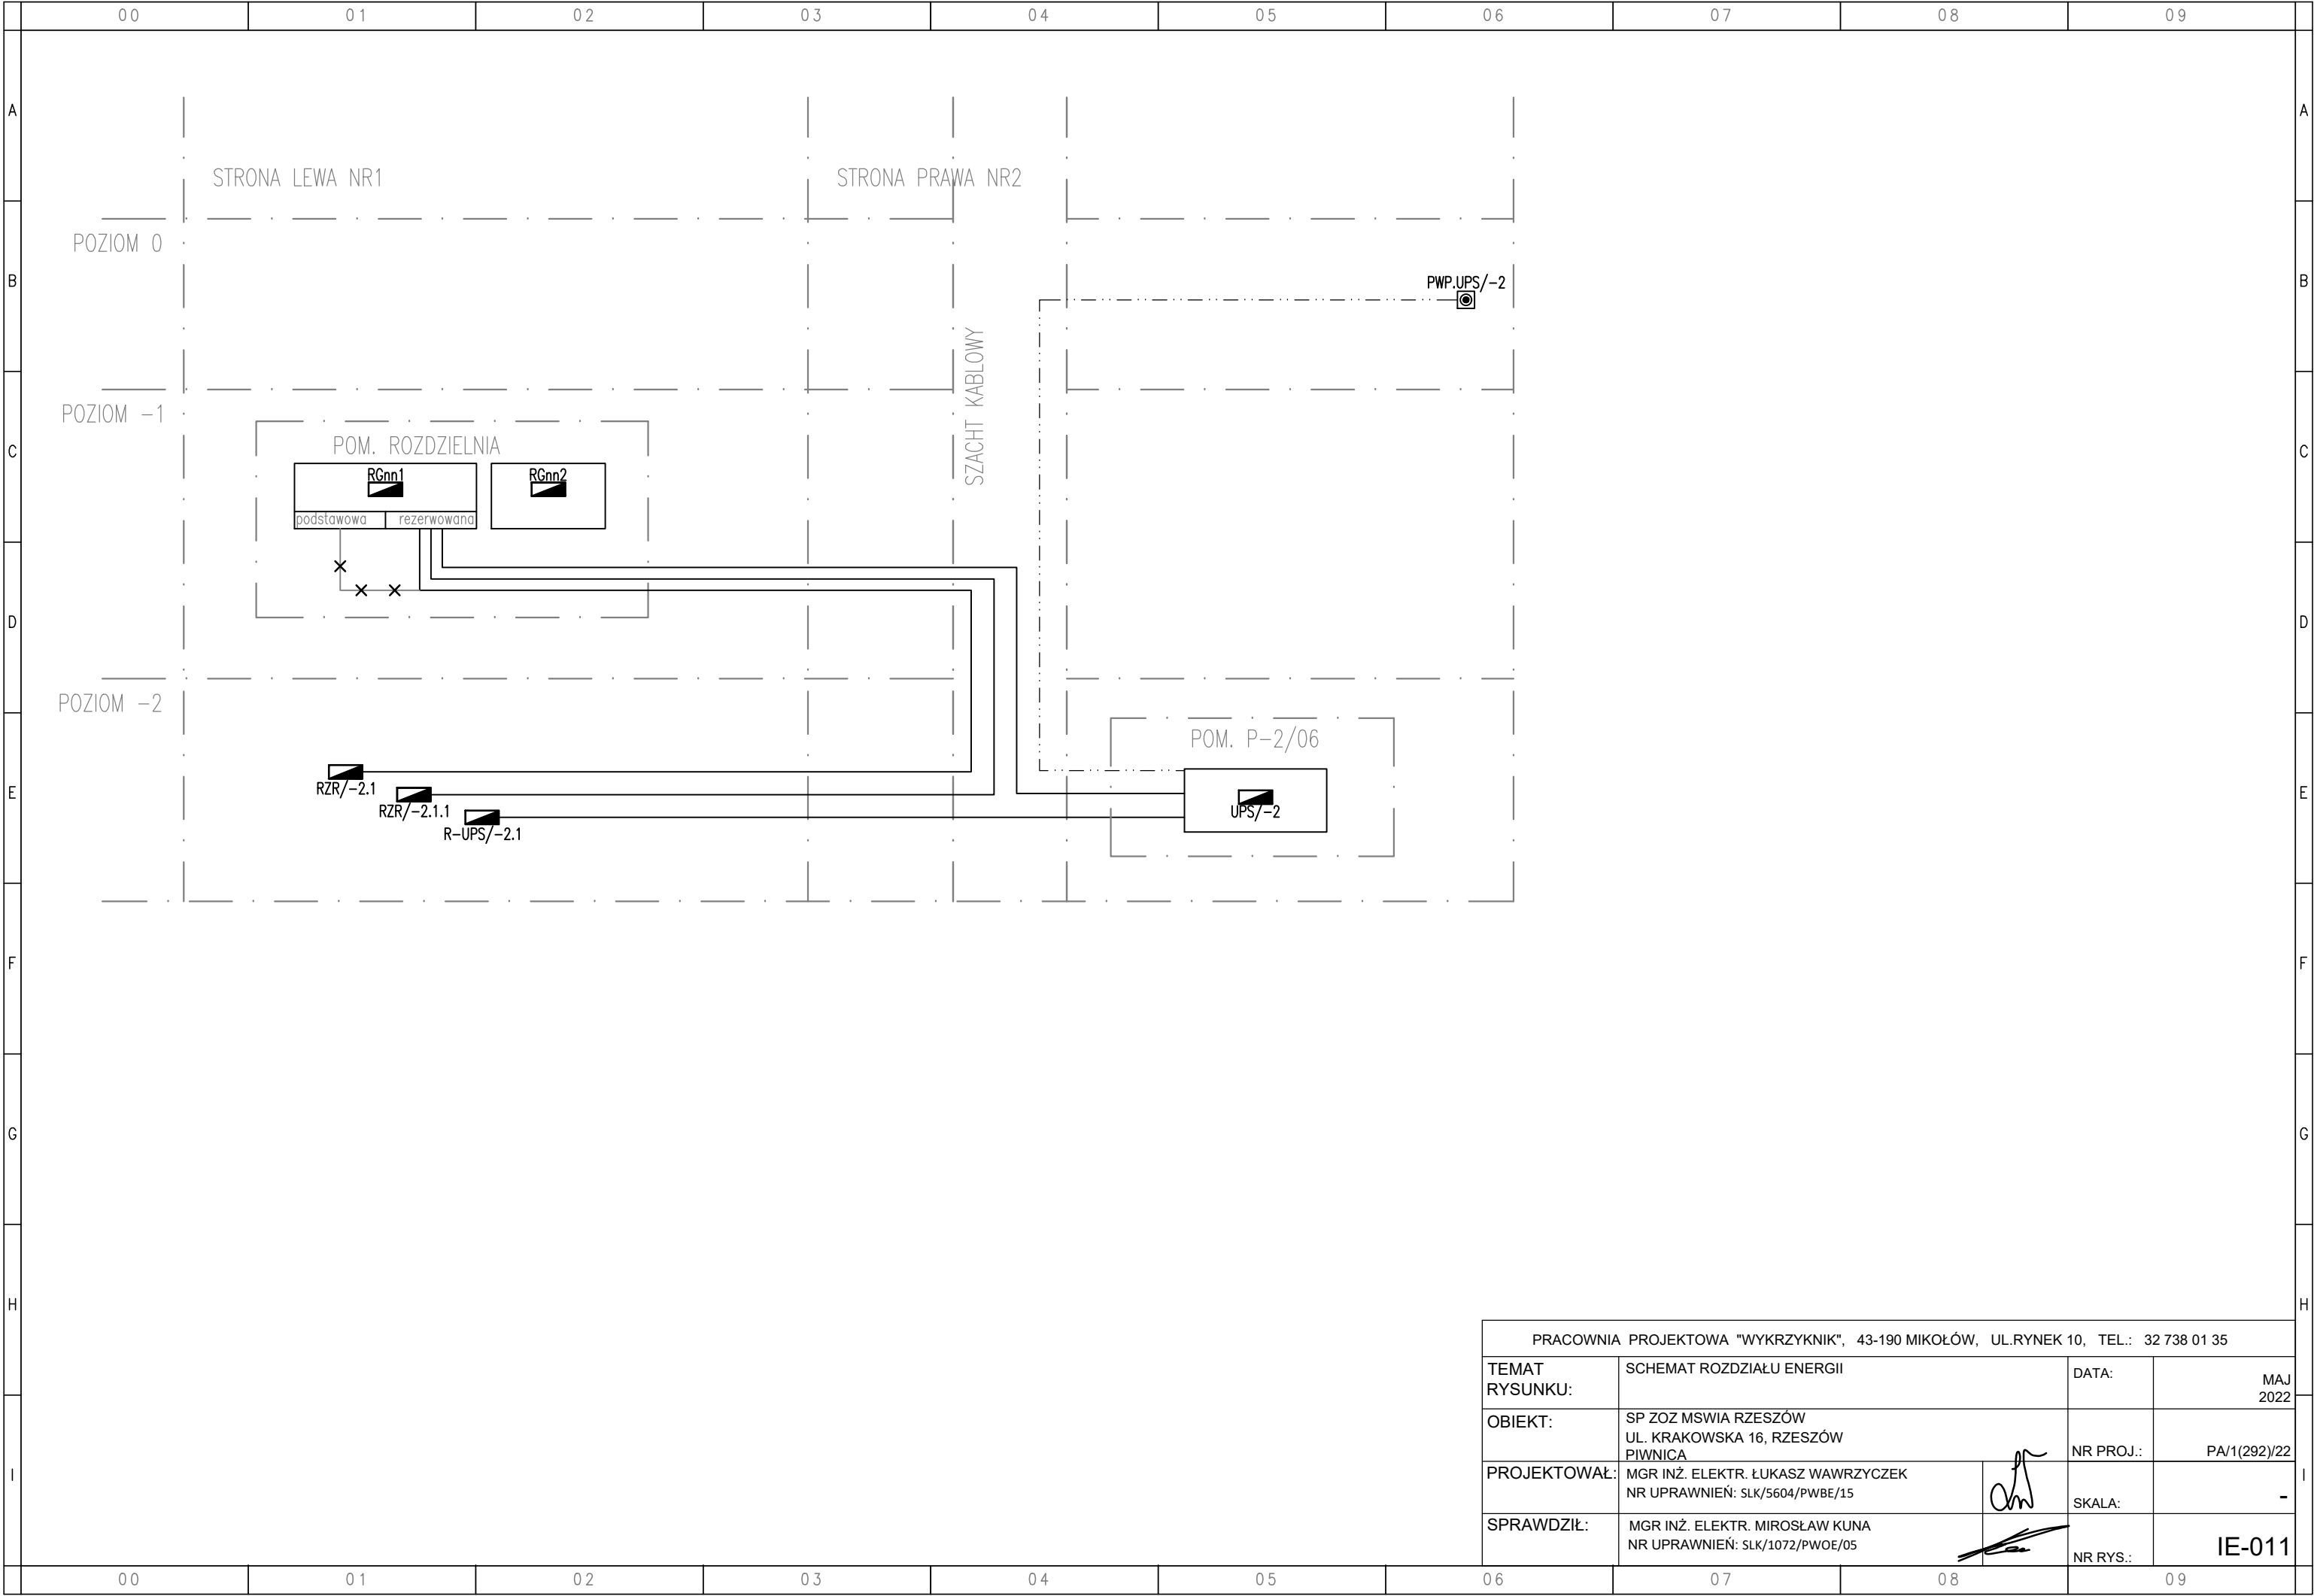 00 01 02 03 04 05 06 07 08 09
A A
STRONA LEWA NR1 STRONA PRAWA NR2
POZIOM 0
B B
PWP.UPS/-2
SZACHT KABLOWY
POZIOM -1
C C
POM. ROZDZIELNIA
RGnn1 RGnn2
podstawowa rezerwowana
D D
POZIOM -2
POM. P-2/06
E E
RZR/-2.1
RZR/-2.1.1
R-UPS/-2.1
UPS/-2
F F
G G
H H
PRACOWNIA PROJEKTOWA "WYKRZYKNIK", 43-190 MIKOŁÓW, UL.RYNEK 10, TEL.: 32 738 01 35
TEMAT RYSUNKU:
SCHEMAT ROZDZIAŁU ENERGII
DATA:
MAJ
2022
OBIEKT:
SP ZOZ MSWIA RZESZÓW
UL. KRAKOWSKA 16, RZESZÓW
PIWNICA
NR PROJ.: PA/1(292)/22
I I
PROJEKTOWAŁ:
MGR INŻ. ELEKTR. ŁUKASZ WAWRZYCZEK
NR UPRAWNIEŃ: SLK/5604/PWBE/15
SKALA: -
SPRAWDZIŁ:
MGR INŻ. ELEKTR. MIROSŁAW KUNA
NR UPRAWNIEŃ: SLK/1072/PWOE/05
NR RYS.: IE-011
00 01 02 03 04 05 06 07 08 09